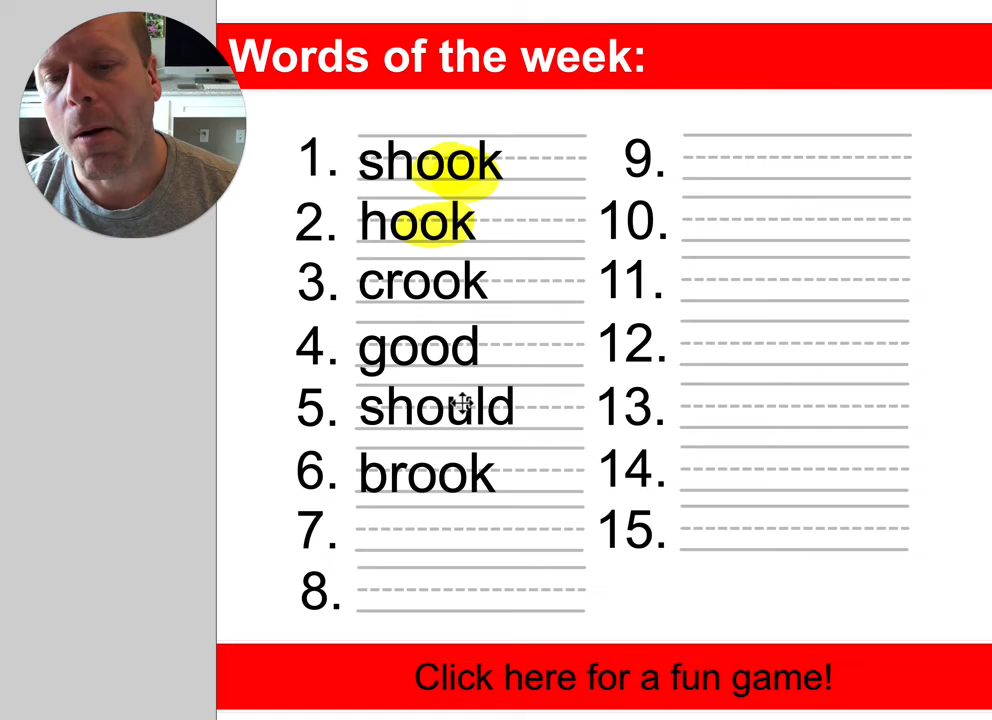 Words of the week:
1. shook
2. hook
3. crook
4. good
5. should
6. brook
7.
8.
9.
10.
11.
12.
13.
14.
15.
Click here for a fun game!